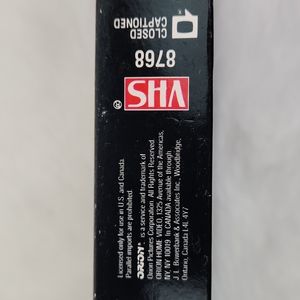 CLOSED
CAPTIONED
8768
VHS®
Licensed only for use in U.S. and Canada.
Parallel imports are prohibited.
ORION® is a service and trademark of
Orion Pictures Corporation. All Rights Reserved.
ORION HOME VIDEO, 1325 Avenue of the Americas,
NY, NY 10019. In CANADA available through
J. L. Bowerbank & Associates Inc., Woodbridge,
Ontario, Canada L4L 4Y7